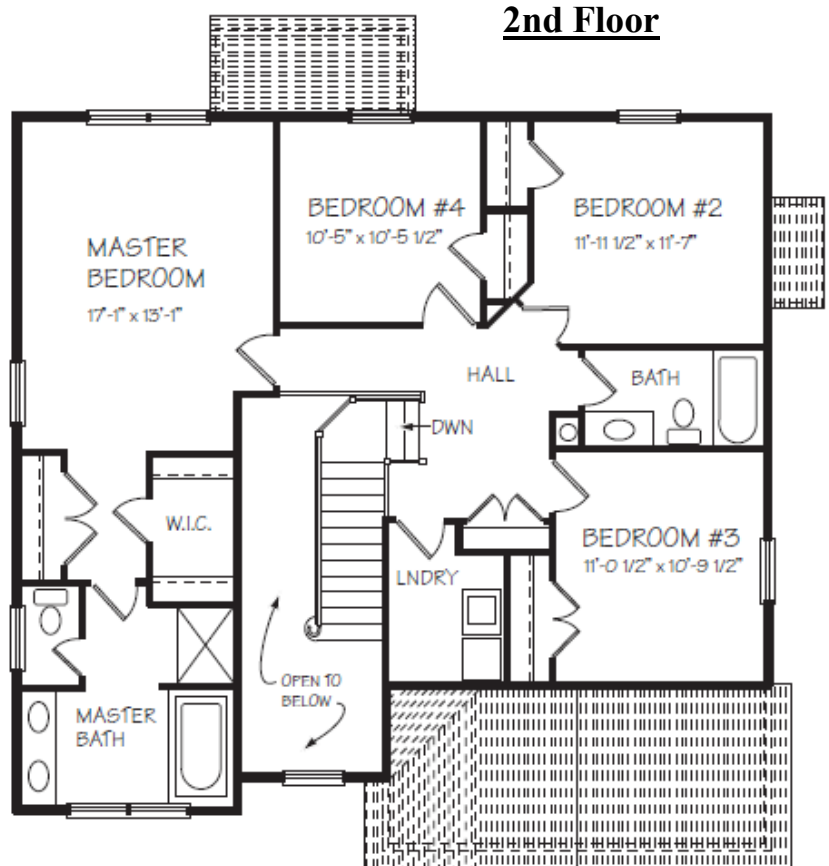 2nd Floor
BEDROOM #4
10'-5" x 10'-5 1/2"
BEDROOM #2
11'-11 1/2" x 11'-7"
MASTER
BEDROOM
17'-1" x 13'-1"
HALL
BATH
DWN
W.I.C.
BEDROOM #3
11'-0 1/2" x 10'-9 1/2"
LNDRY
OPEN TO
BELOW
MASTER
BATH